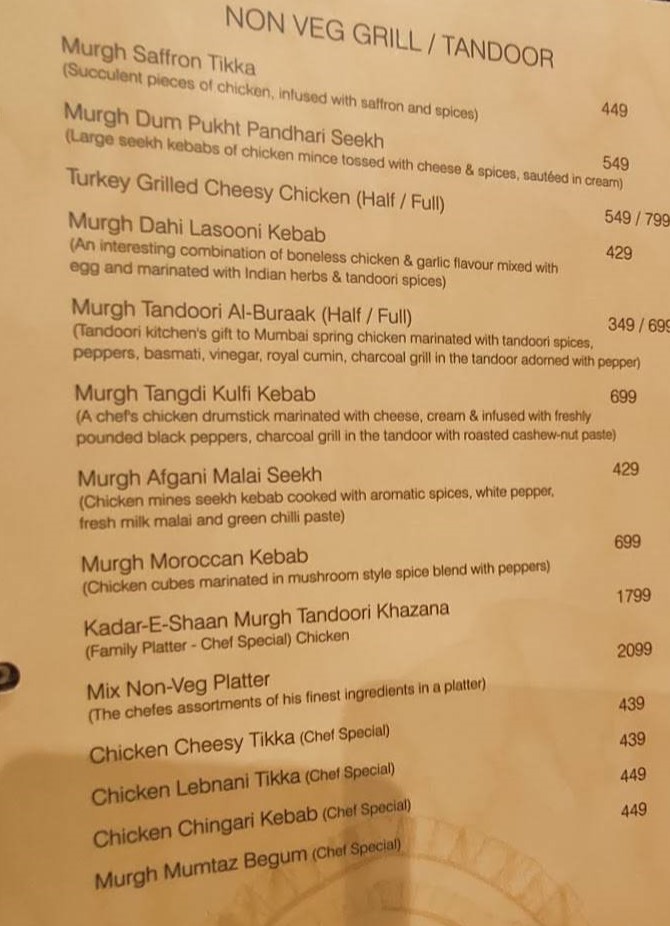 NON VEG GRILL / TANDOOR
Murgh Saffron Tikka
(Succulent pieces of chicken, infused with saffron and spices) 449
Murgh Dum Pukht Pandhari Seekh
(Large seekh kebabs of chicken mince tossed with cheese & spices, sautéed in cream) 549
Turkey Grilled Cheesy Chicken (Half / Full) 549 / 799
Murgh Dahi Lasooni Kebab 429
(An interesting combination of boneless chicken & garlic flavour mixed with
egg and marinated with Indian herbs & tandoori spices)
Murgh Tandoori Al-Buraak (Half / Full) 349 / 699
(Tandoori kitchen's gift to Mumbai spring chicken marinated with tandoori spices,
peppers, basmati, vinegar, royal cumin, charcoal grill in the tandoor adorned with pepper)
Murgh Tangdi Kulfi Kebab 699
(A chef's chicken drumstick marinated with cheese, cream & infused with freshly
pounded black peppers, charcoal grill in the tandoor with roasted cashew-nut paste)
Murgh Afgani Malai Seekh 429
(Chicken mines seekh kebab cooked with aromatic spices, white pepper,
fresh milk malai and green chilli paste)
Murgh Moroccan Kebab 699
(Chicken cubes marinated in mushroom style spice blend with peppers)
Kadar-E-Shaan Murgh Tandoori Khazana 1799
(Family Platter - Chef Special) Chicken
Mix Non-Veg Platter 2099
(The chefes assortments of his finest ingredients in a platter)
Chicken Cheesy Tikka (Chef Special) 439
Chicken Lebnani Tikka (Chef Special) 439
Chicken Chingari Kebab (Chef Special) 449
Murgh Mumtaz Begum (Chef Special) 449